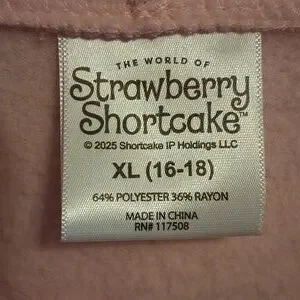 THE WORLD OF
Strawberry
Shortcake™
© 2025 Shortcake IP Holdings LLC
XL (16-18)
64% POLYESTER 36% RAYON
MADE IN CHINA
RN# 117508